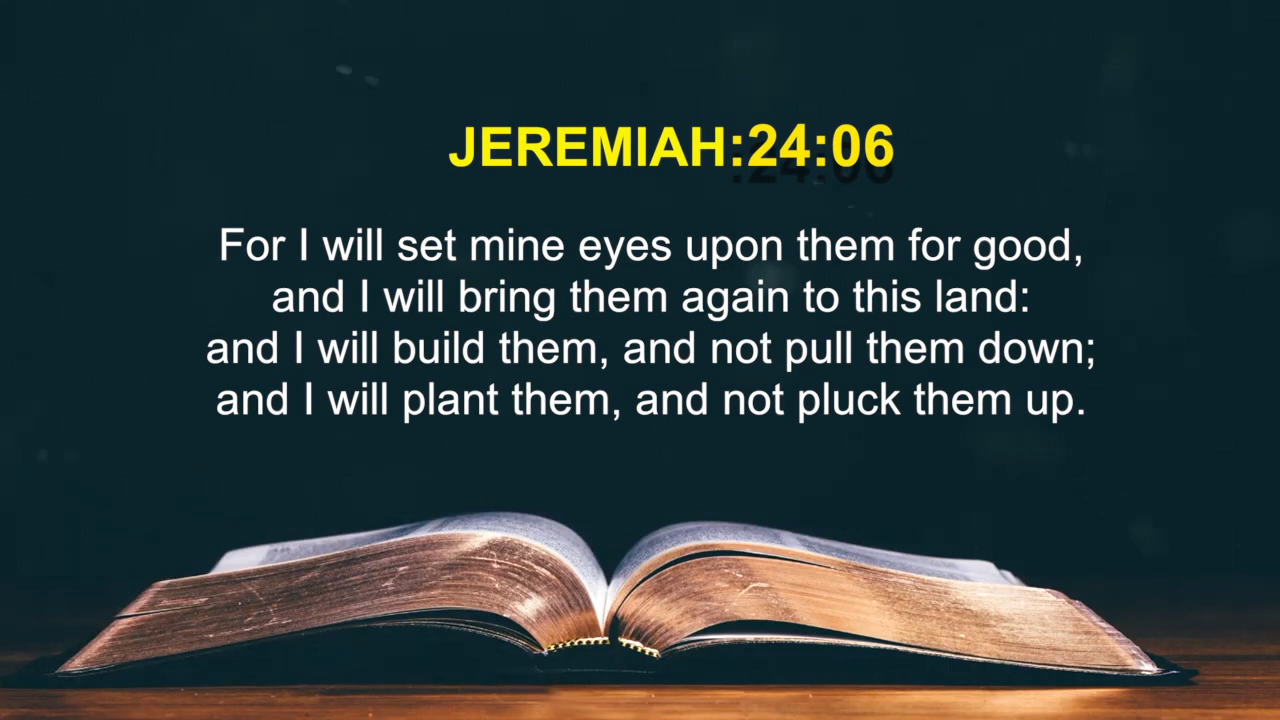 JEREMIAH:24:06
For I will set mine eyes upon them for good,
and I will bring them again to this land:
and I will build them, and not pull them down;
and I will plant them, and not pluck them up.